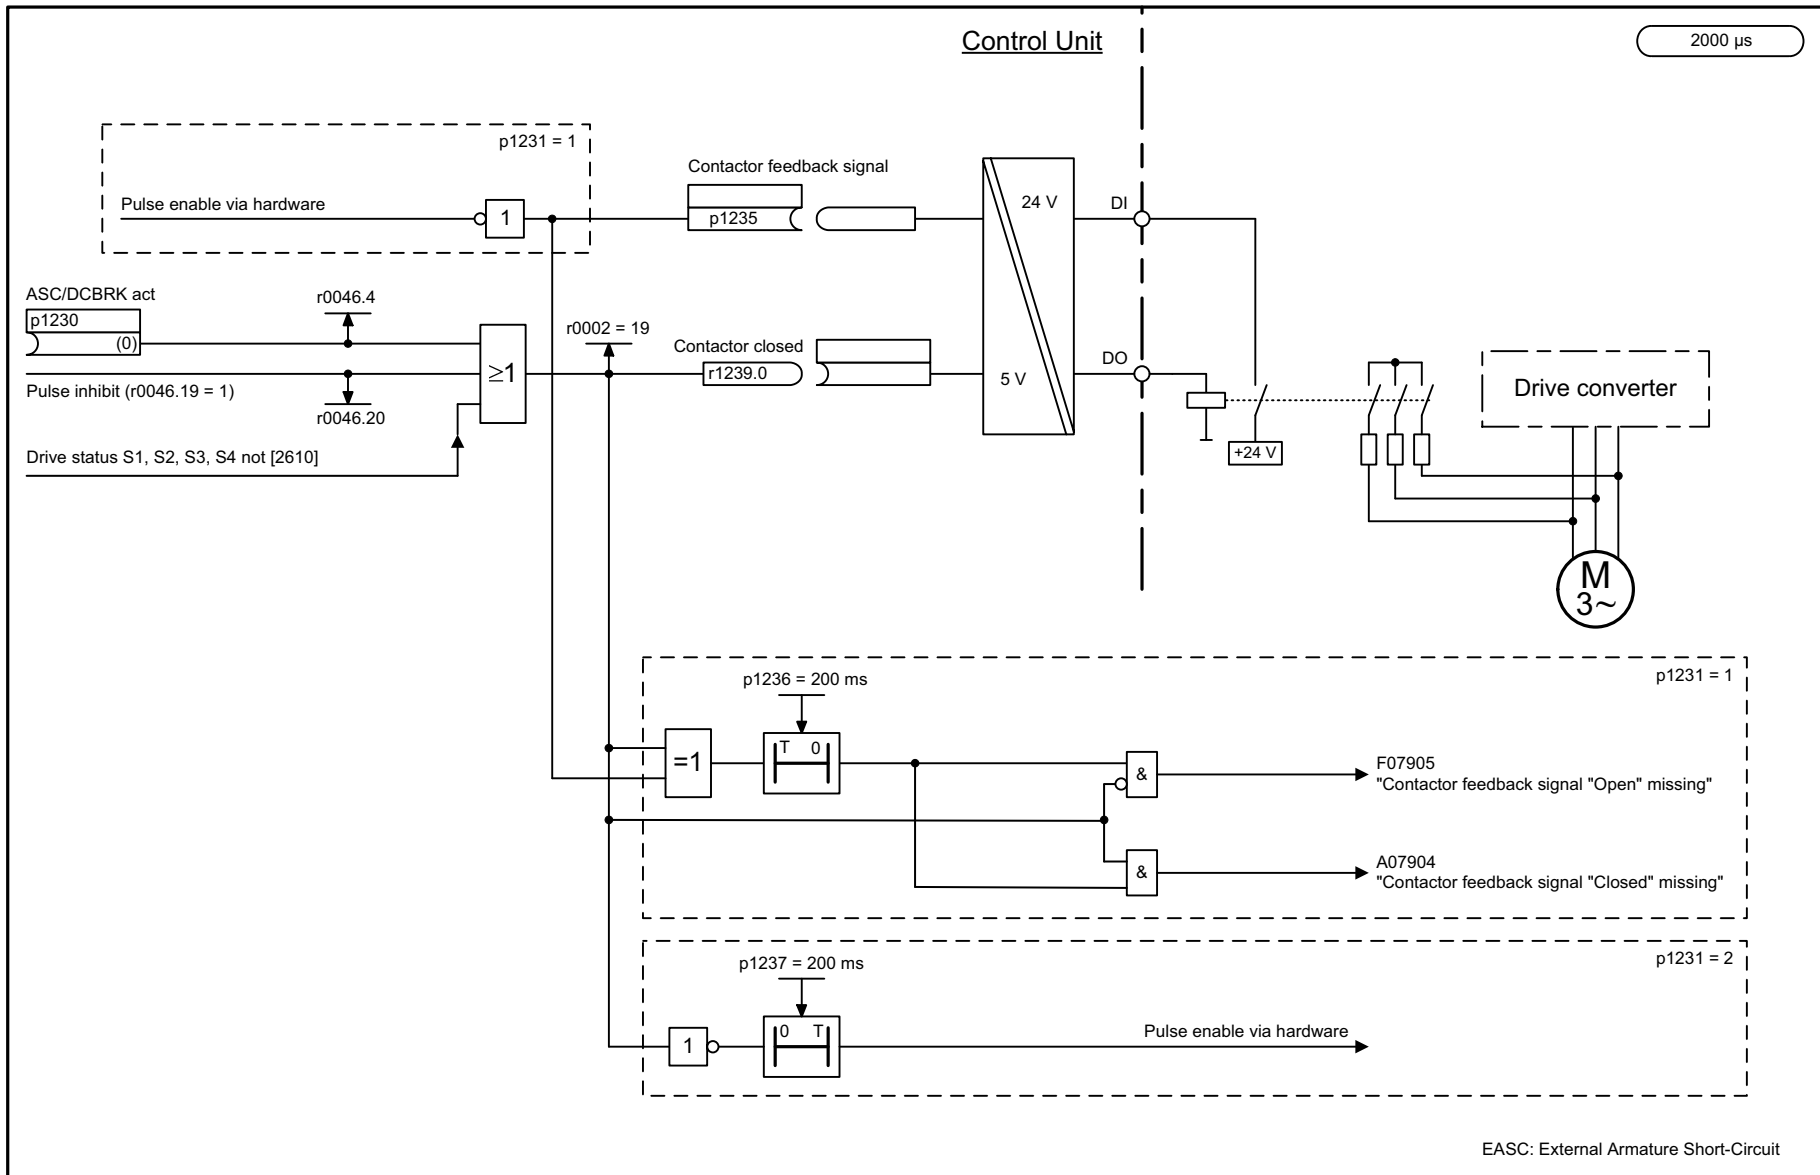 Control Unit
2000 µs
p1231 = 1
Contactor feedback signal
Pulse enable via hardware
1
p1235
24 V
DI
ASC/DCBRK act
p1230
(0)
r0046.4
r0002 = 19
Contactor closed
≥1
r1239.0
5 V
DO
Pulse inhibit (r0046.19 = 1)
r0046.20
Drive converter
Drive status S1, S2, S3, S4 not [2610]
+24 V
M
3~
p1231 = 1
p1236 = 200 ms
=1
T 0
&
F07905
"Contactor feedback signal "Open" missing"
&
A07904
"Contactor feedback signal "Closed" missing"
p1231 = 2
p1237 = 200 ms
1
0 T
Pulse enable via hardware
EASC: External Armature Short-Circuit